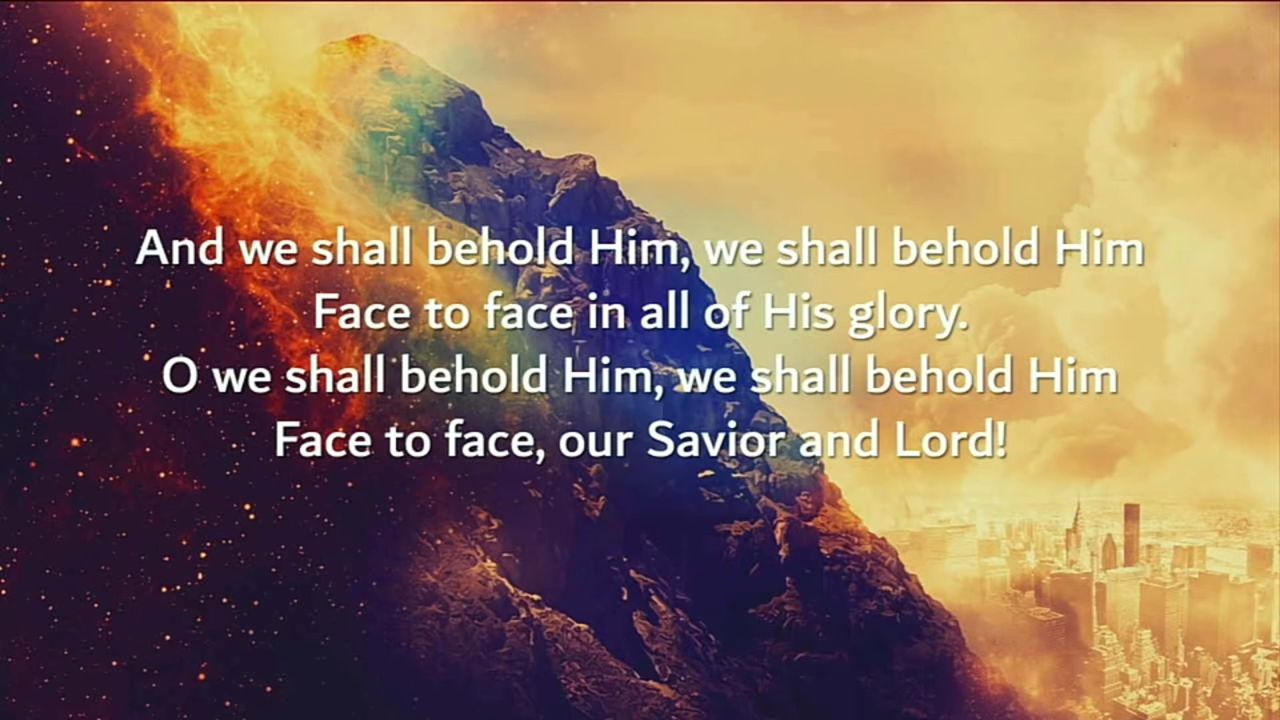 And we shall behold Him, we shall behold Him
Face to face in all of His glory.
O we shall behold Him, we shall behold Him
Face to face, our Savior and Lord!